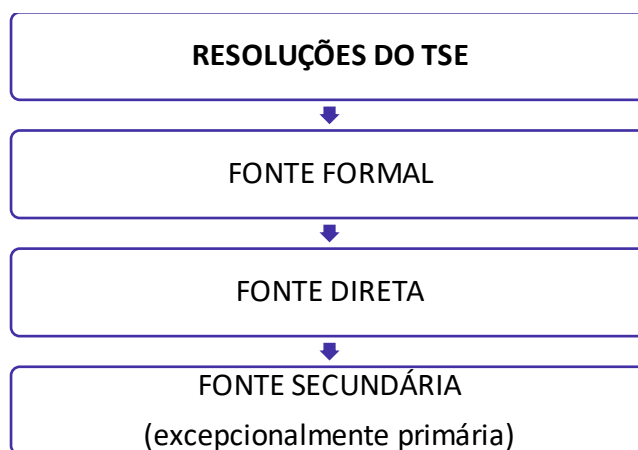 RESOLUÇÕES DO TSE
FONTE FORMAL
FONTE DIRETA
FONTE SECUNDÁRIA
(excepcionalmente primária)